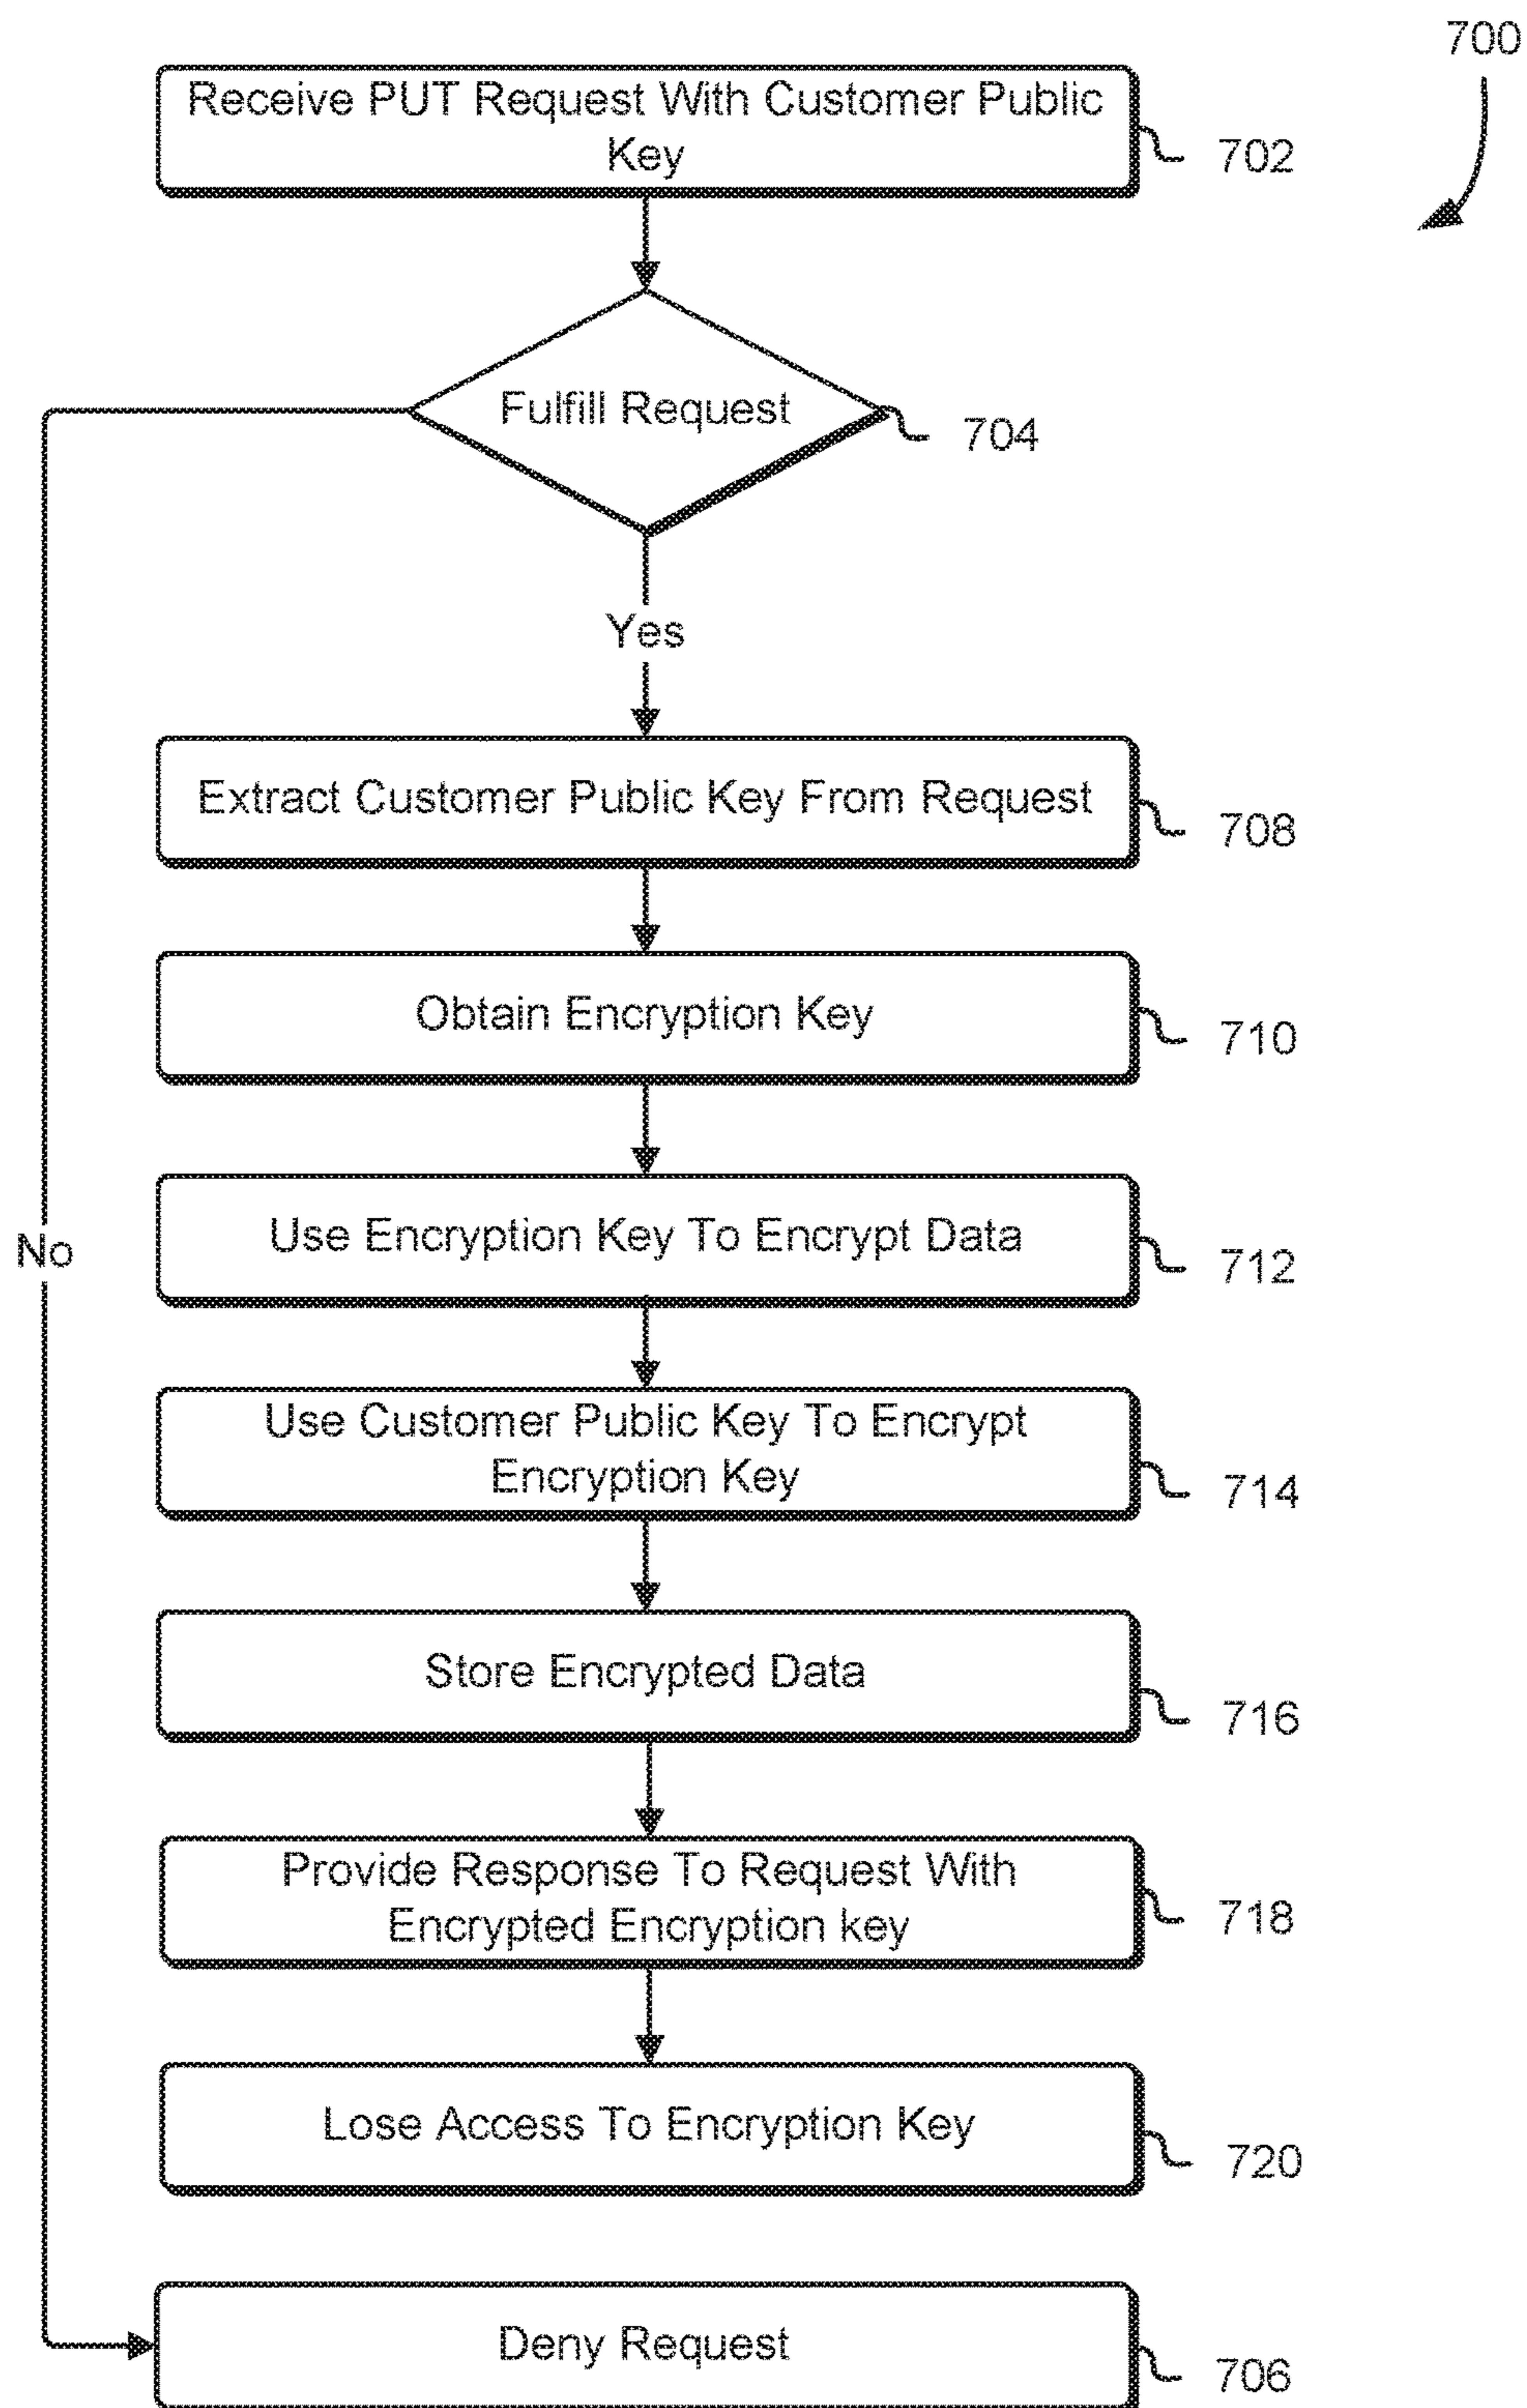 700
Receive PUT Request With Customer Public
Key
702
Fulfill Request
704
Yes
Extract Customer Public Key From Request
708
Obtain Encryption Key
710
Use Encryption Key To Encrypt Data
712
No
Use Customer Public Key To Encrypt
Encryption Key
714
Store Encrypted Data
716
Provide Response To Request With
Encrypted Encryption key
718
Lose Access To Encryption Key
720
Deny Request
706